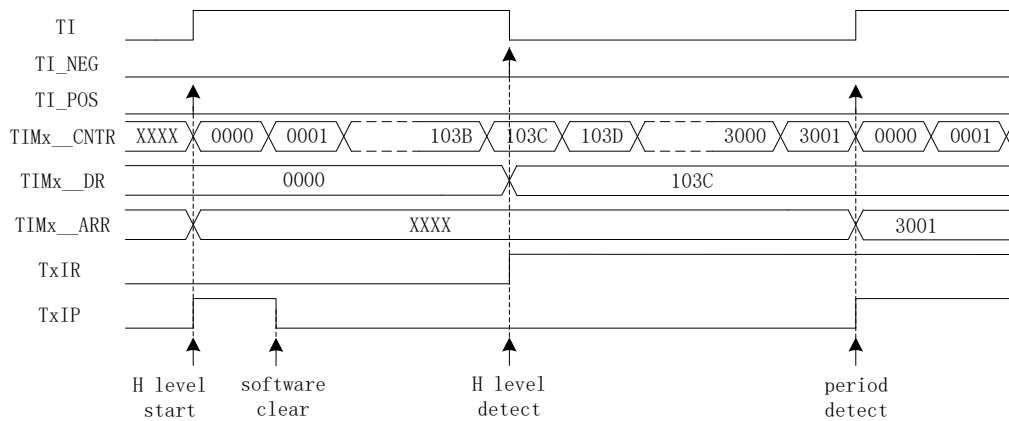 TI
TI_NEG
TI_POS
TIMx__CNTR XXXX 0000 0001 103B 103C 103D 3000 3001 0000 0001
TIMx__DR 0000 103C
TIMx__ARR XXXX 3001
TxIR
TxIP
H level software H level period
start clear detect detect